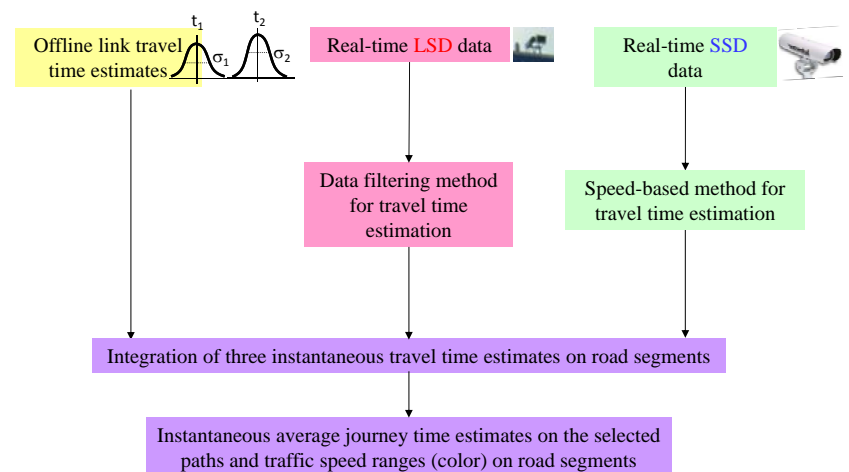 t₁
t₂
σ₁
σ₂
Offline link travel
time estimates
Real-time LSD data
Real-time SSD
data
Data filtering method
for travel time
estimation
Speed-based method for
travel time estimation
Integration of three instantaneous travel time estimates on road segments
Instantaneous average journey time estimates on the selected
paths and traffic speed ranges (color) on road segments